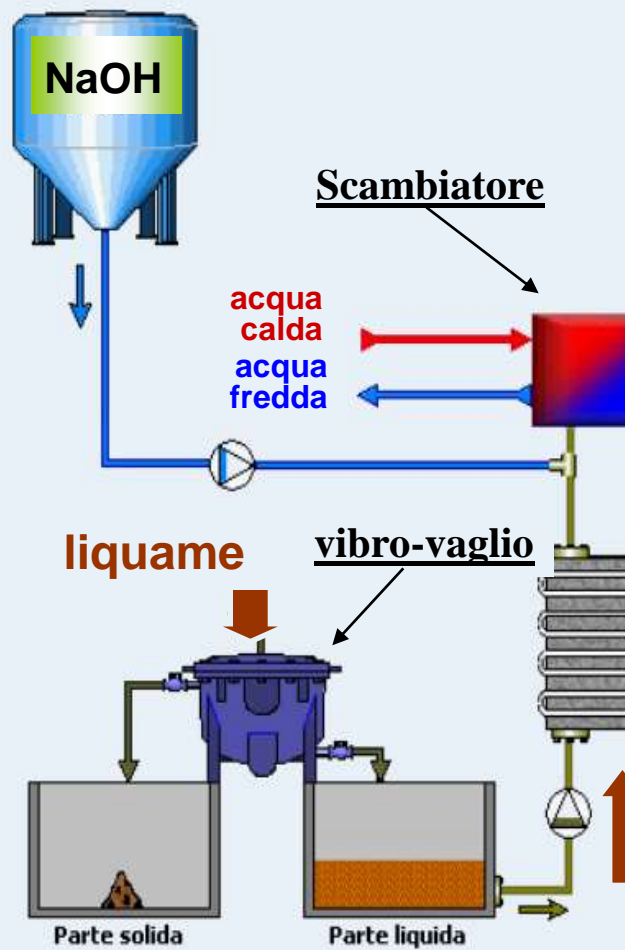 NaOH
Scambiatore
acqua
calda
acqua
fredda
liquame
vibro-vaglio
Parte solida
Parte liquida